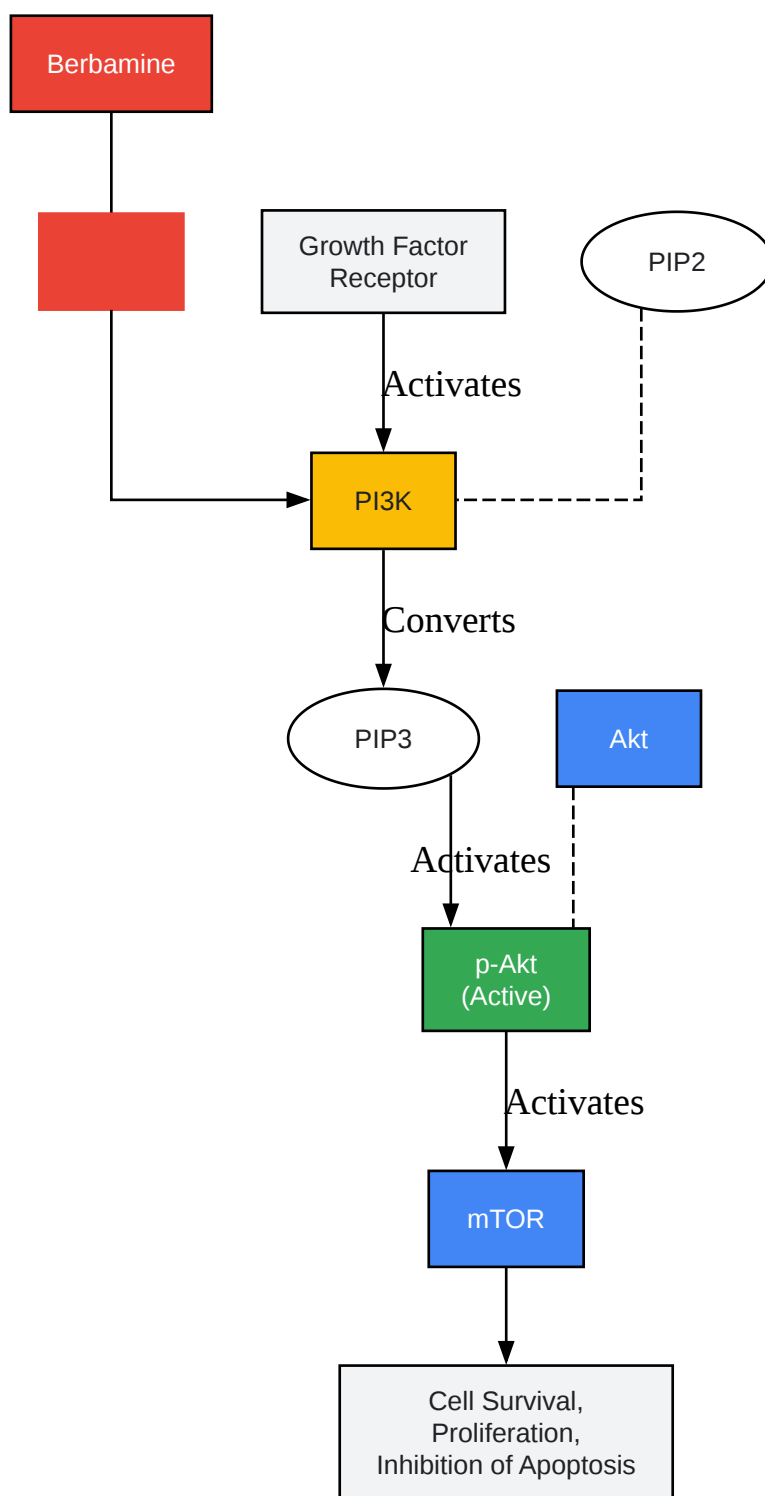 Berbamine
Growth Factor
Receptor
PIP2
Activates
PI3K
Converts
PIP3
Akt
Activates
p-Akt
(Active)
Activates
mTOR
Cell Survival,
Proliferation,
Inhibition of Apoptosis